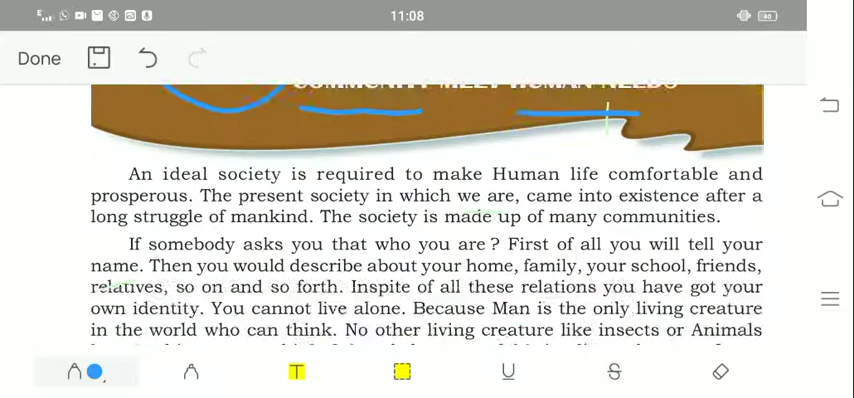 11:08
Done
COMMUNITY MEET HUMAN NEEDS
An ideal society is required to make Human life comfortable and
prosperous. The present society in which we are, came into existence after a
long struggle of mankind. The society is made up of many communities.
If somebody asks you that who you are ? First of all you will tell your
name. Then you would describe about your home, family, your school, friends,
relatives, so on and so forth. Inspite of all these relations you have got your
own identity. You cannot live alone. Because Man is the only living creature
in the world who can think. No other living creature like insects or Animals
T
U
S